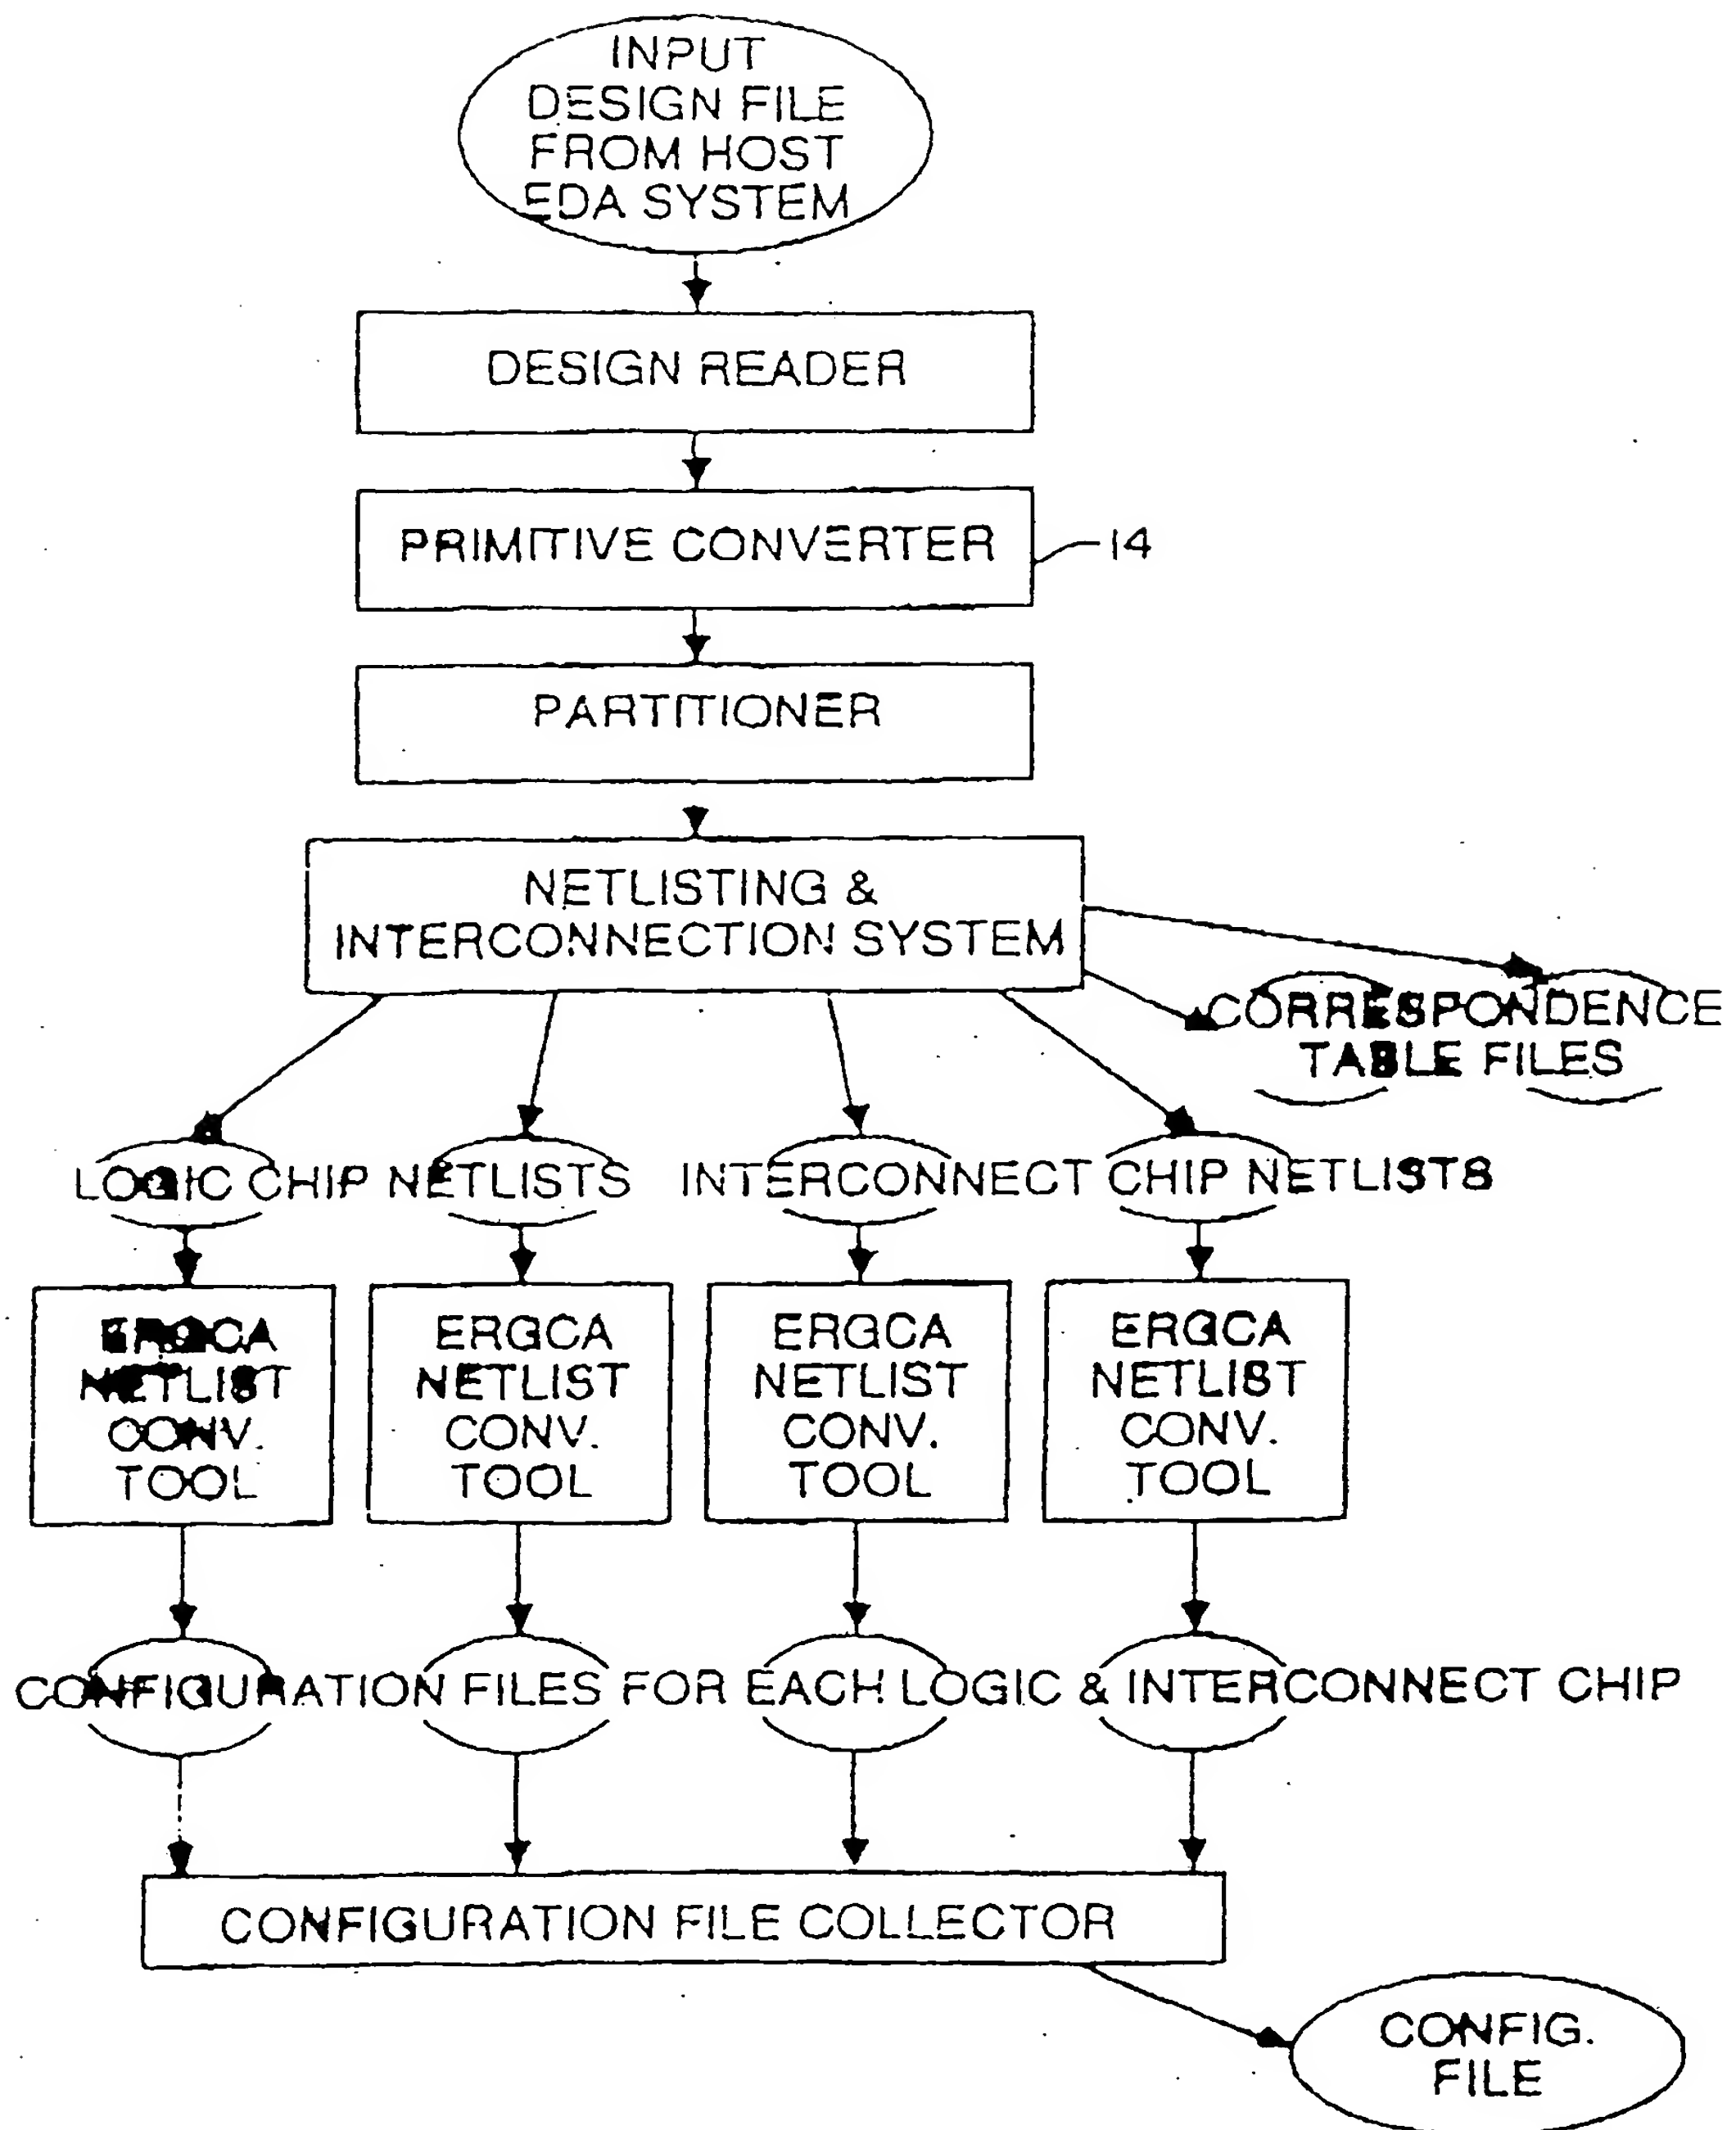 INPUT
DESIGN FILE
FROM HOST
EDA SYSTEM
DESIGN READER
PRIMITIVE CONVERTER
14
PARTITIONER
NETLISTING &
INTERCONNECTION SYSTEM
CORRESPONDENCE
TABLE FILES
LOGIC CHIP NETLISTS
INTERCONNECT CHIP NETLISTS
ERGCA
NETLIST
CONV.
TOOL
ERGCA
NETLIST
CONV.
TOOL
ERGCA
NETLIST
CONV.
TOOL
ERGCA
NETLIST
CONV.
TOOL
CONFIGURATION FILES FOR EACH LOGIC & INTERCONNECT CHIP
CONFIGURATION FILE COLLECTOR
CONFIG.
FILE